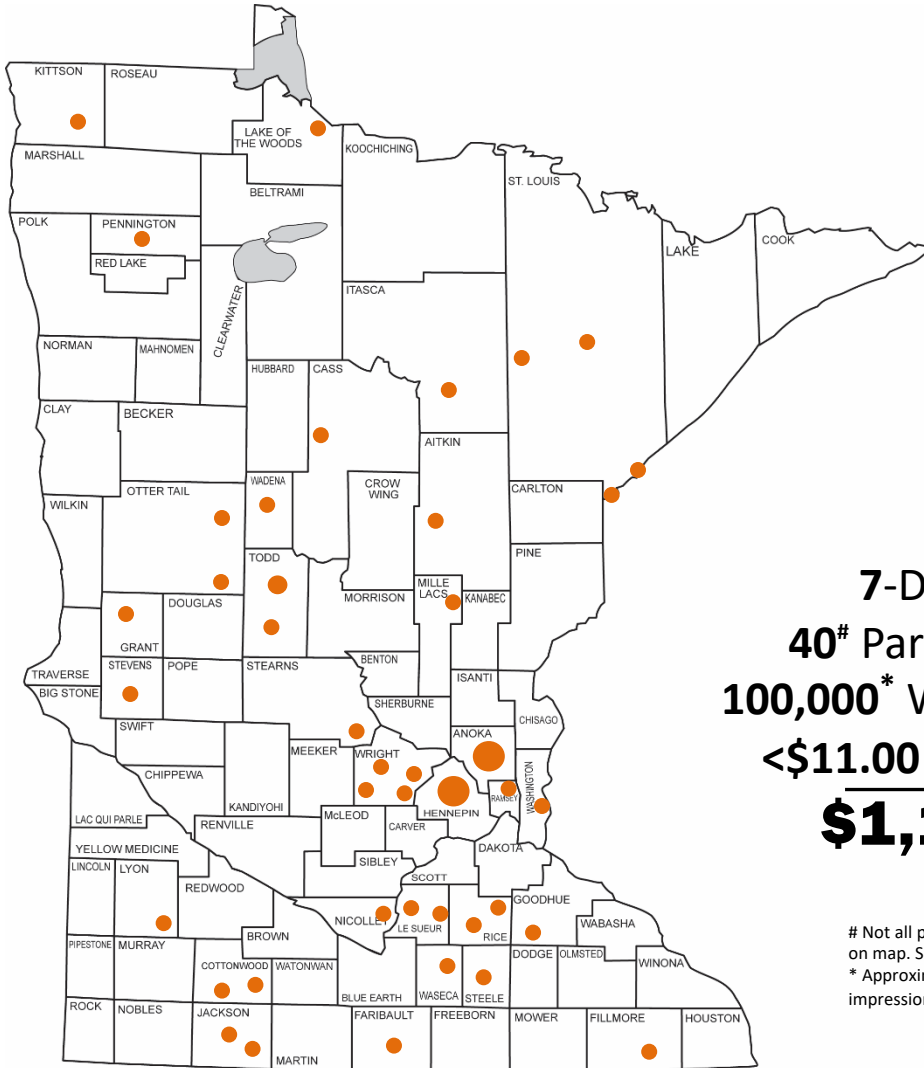 KITTSON
ROSEAU
LAKE OF
THE WOODS
KOOCHICHING
MARSHALL
ST. LOUIS
BELTRAMI
POLK
PENNINGTON
RED LAKE
LAKE
COOK
CLEARWATER
ITASCA
NORMAN
MAHNOMEN
HUBBARD
CASS
CLAY
BECKER
AITKIN
WADENA
CROW
WING
CARLTON
OTTER TAIL
WILKIN
TODD
PINE
MILLE
LACS
KANABEC
DOUGLAS
MORRISON
GRANT
TRAVERSE
STEVENS
POPE
STEARNS
BENTON
ISANTI
BIG STONE
SHERBURNE
CHISAGO
SWIFT
ANOKA
MEEKER
WRIGHT
CHIPPEWA
WASHINGTON
RAMSEY
KANDIYOHI
HENNEPIN
LAC QUI PARLE
RENVILLE
McLEOD
CARVER
YELLOW MEDICINE
DAKOTA
SIBLEY
LINCOLN
LYON
SCOTT
REDWOOD
GOODHUE
NICOLLET
LE SUEUR
WABASHA
BROWN
RICE
PIPESTONE
MURRAY
DODGE
OLMSTED
COTTONWOOD
WATONWAN
WINONA
BLUE EARTH
WASECA
STEELE
ROCK
NOBLES
JACKSON
FARIBAULT
FREEBORN
MOWER
FILLMORE
HOUSTON
MARTIN
7-D
40# Par
100,000* 
<$11.00
$1,
# Not all p
on map. S
* Approxi
impression